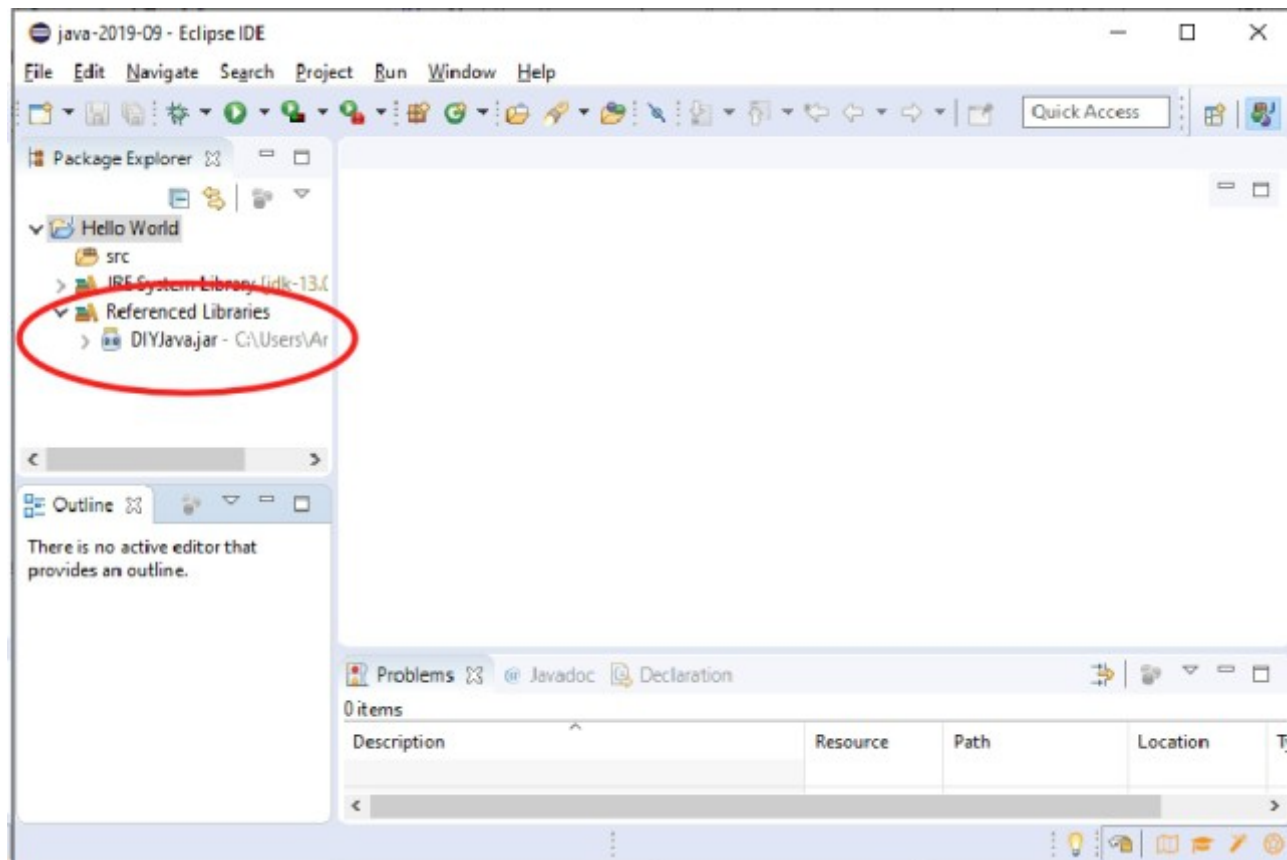 java-2019-09 - Eclipse IDE
File Edit Navigate Search Project Run Window Help
Quick Access
Package Explorer
Hello World
src
JRE System Library [jdk-13.
Referenced Libraries
DIYJava.jar - C:\Users\Ar
Outline
There is no active editor that
provides an outline.
Problems @ Javadoc Declaration
0 items
Description Resource Path Location